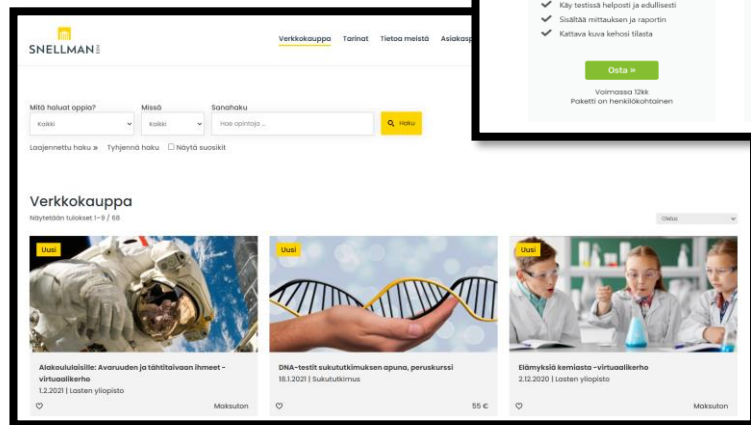 SNELLMAN EDU
Verkkokauppa Tarinat Tietoa meistä
Mitä haluat oppia? Missä Sanahaku
Kaikki Kaikki Hae opintoja ... Haku
Laajennettu haku » Tyhjennä haku Näytä suosikit
Käy testissä helposti ja edullisesti
Sisältää mittauksen ja raportin
Kattava kuva kehosi tilasta
Osta »
Voimassa 12kk
Paketti on henkilökohtainen
Verkkokauppa
Näytetään tulokset 1–9 / 68
Oletus
Uusi
Alakoululaisille: Avaruuden ja tähtitaivaan ihmeet -
virtuaalikerho
1.2.2021 | Lasten yliopisto
Maksuton
Uusi
DNA-testit sukututkimuksen apuna, peruskurssi
18.1.2021 | Sukututkimus
55 €
Uusi
Elämyksiä kemiasta -virtuaalikerho
2.12.2020 | Lasten yliopisto
Maksuton